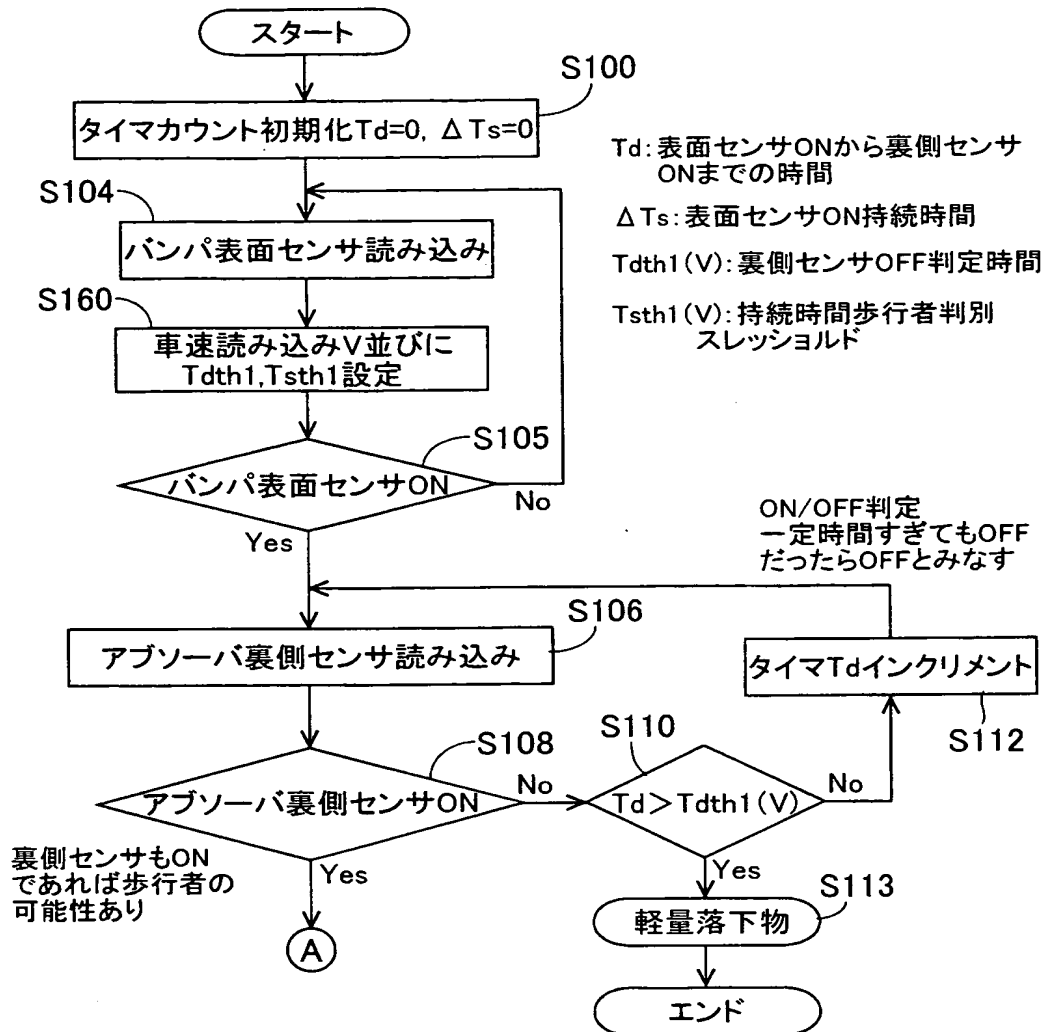 スタート
S100
タイマカウント初期化Td=0, ΔTs=0
Td:表面センサONから裏側センサ
ONまでの時間
ΔTs:表面センサON持続時間
Tdth1(V):裏側センサOFF判定時間
Tsth1(V):持続時間歩行者判別
スレッショルド
S104
バンパ表面センサ読み込み
S160
車速読み込みV並びに
Tdth1,Tsth1設定
S105
バンパ表面センサON
No
Yes
ON/OFF判定
一定時間すぎてもOFF
だったらOFFとみなす
S106
アブソーバ裏側センサ読み込み
タイマTdインクリメント
S112
S108
アブソーバ裏側センサON
No
S110
Td>Tdth1(V)
No
裏側センサもON
であれば歩行者の
可能性あり
Yes
Yes
S113
軽量落下物
A
エンド